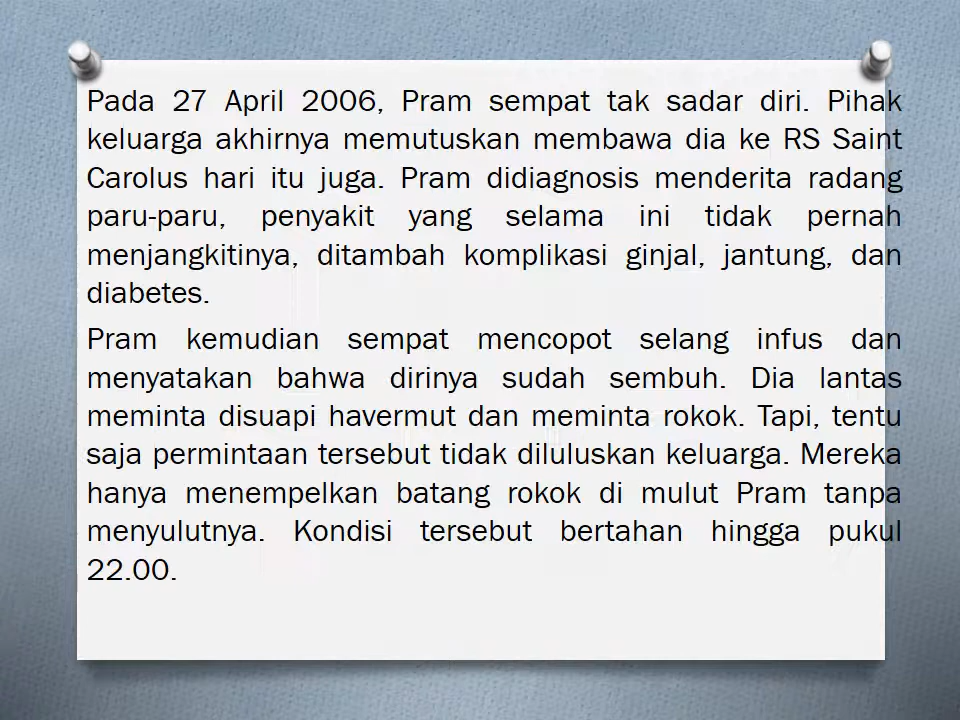 Pada 27 April 2006, Pram sempat tak sadar diri. Pihak
keluarga akhirnya memutuskan membawa dia ke RS Saint
Carolus hari itu juga. Pram didiagnosis menderita radang
paru-paru, penyakit yang selama ini tidak pernah
menjangkitinya, ditambah komplikasi ginjal, jantung, dan
diabetes.
Pram kemudian sempat mencopot selang infus dan
menyatakan bahwa dirinya sudah sembuh. Dia lantas
meminta disuapi havermut dan meminta rokok. Tapi, tentu
saja permintaan tersebut tidak diluluskan keluarga. Mereka
hanya menempelkan batang rokok di mulut Pram tanpa
menyulutnya. Kondisi tersebut bertahan hingga pukul
22.00.